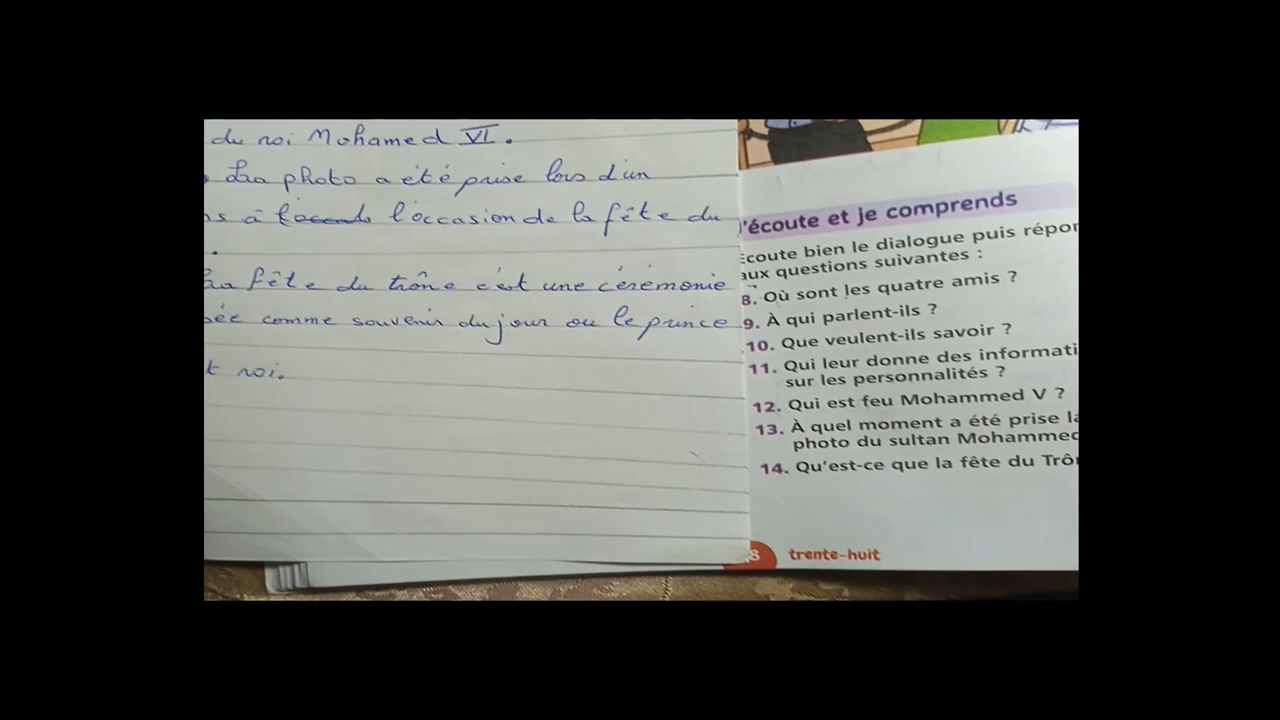 du roi Mohamed VI.
La photo a été prise lors d'un
à l'occasion de la fête du
La fête du trône c'est une cérémonie
comme souvenir du jour ou le prince
roi.
J'écoute et je comprends
Écoute bien le dialogue puis répon
aux questions suivantes :
8. Où sont les quatre amis ?
9. À qui parlent-ils ?
10. Que veulent-ils savoir ?
11. Qui leur donne des informati
sur les personnalités ?
12. Qui est feu Mohammed V ?
13. À quel moment a été prise la
photo du sultan Mohammed
14. Qu'est-ce que la fête du Trô
trente-huit